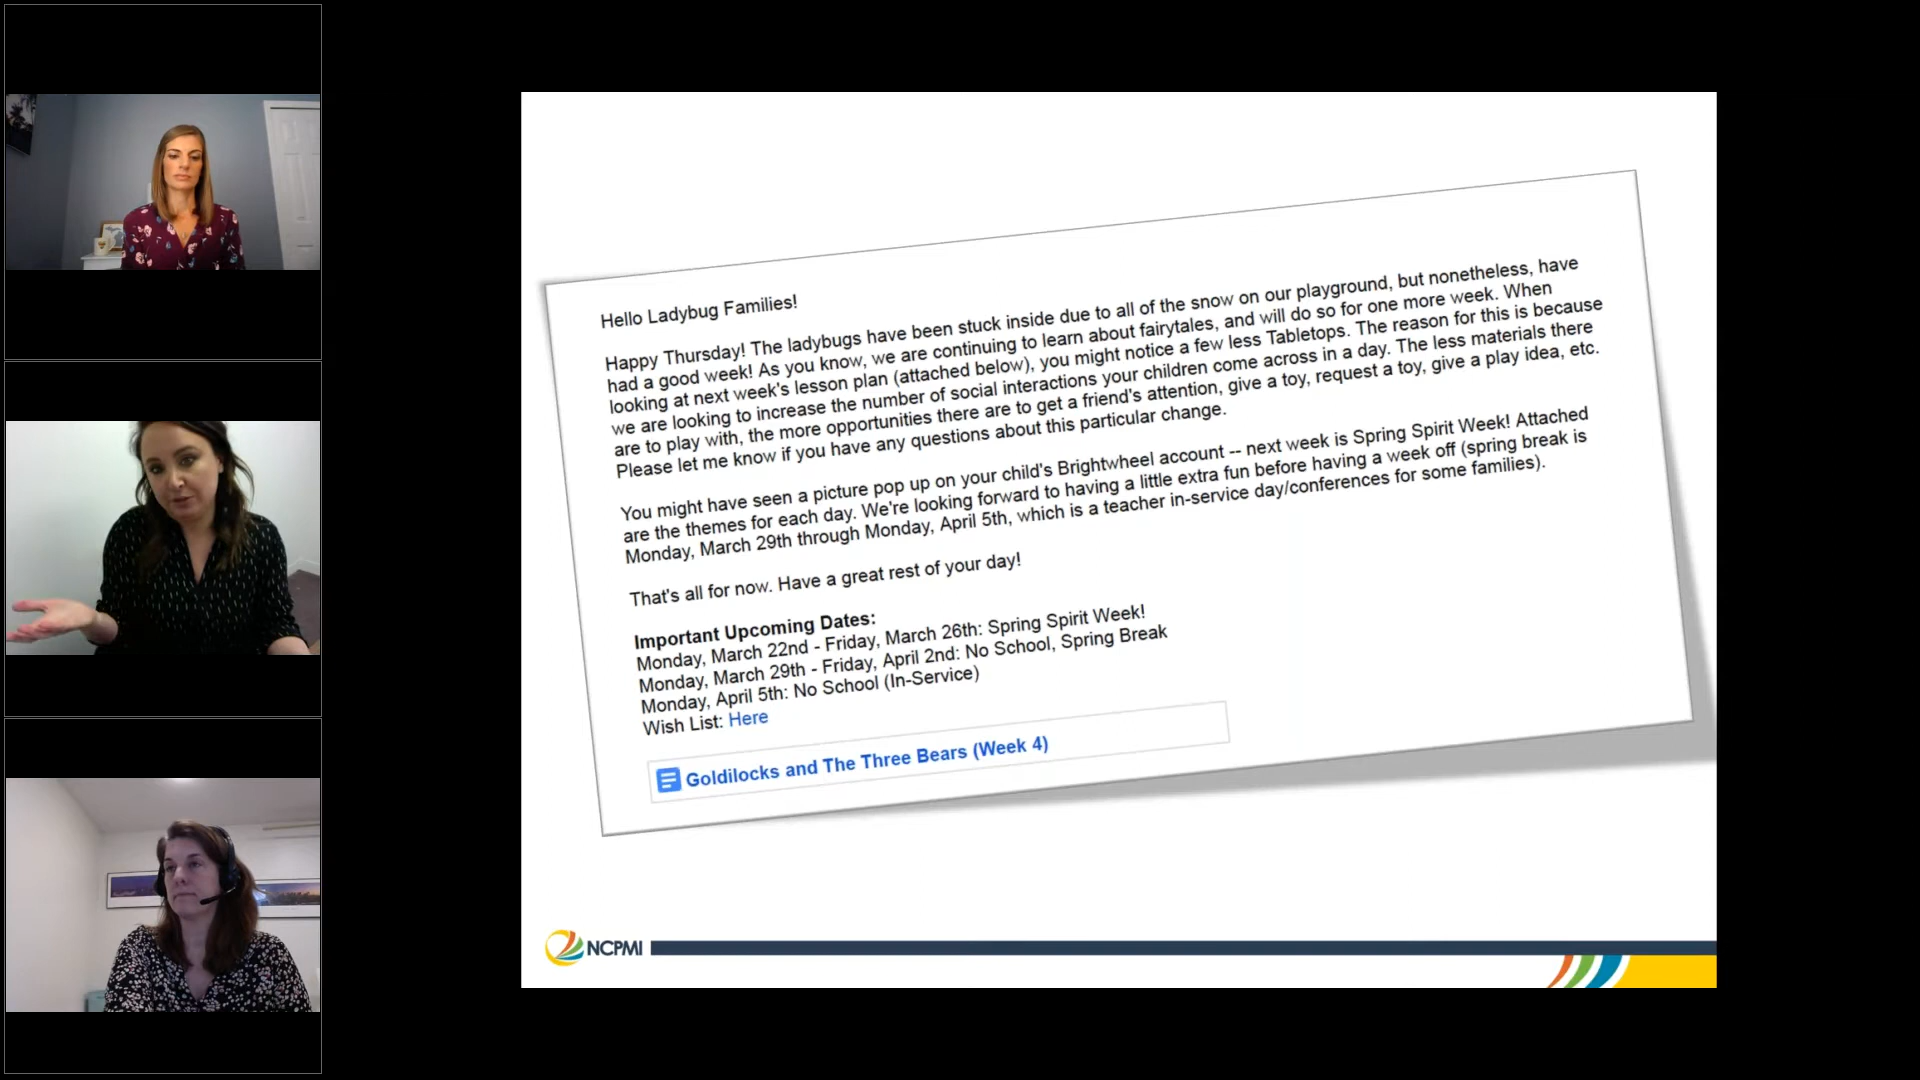 Hello Ladybug Families!
Happy Thursday! The ladybugs have been stuck inside due to all of the snow on our playground, but nonetheless, have
had a good week! As you know, we are continuing to learn about fairytales, and will do so for one more week. When
looking at next week's lesson plan (attached below), you might notice a few less Tabletops. The reason for this is because
we are looking to increase the number of social interactions your children come across in a day. The less materials there
are to play with, the more opportunities there are to get a friend's attention, give a toy, request a toy, give a play idea, etc.
Please let me know if you have any questions about this particular change.
You might have seen a picture pop up on your child's Brightwheel account -- next week is Spring Spirit Week! Attached
are the themes for each day. We're looking forward to having a little extra fun before having a week off (spring break is
Monday, March 29th through Monday, April 5th, which is a teacher in-service day/conferences for some families).
That's all for now. Have a great rest of your day!
Important Upcoming Dates:
Monday, March 22nd - Friday, March 26th: Spring Spirit Week!
Monday, March 29th - Friday, April 2nd: No School, Spring Break
Monday, April 5th: No School (In-Service)
Wish List: Here
Goldilocks and The Three Bears (Week 4)
NCPMI